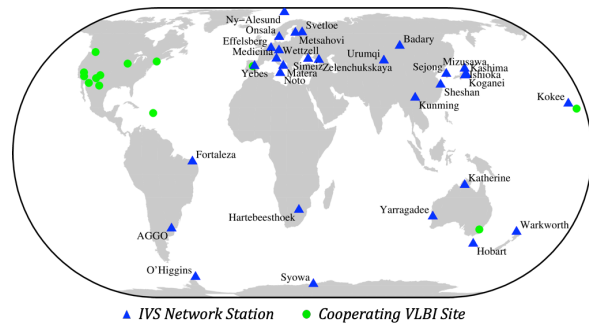 Ny-Alesund
Svetloe
Onsala
Metsahovi
Effelsberg
Badary
Medicina
Wettzell
Urumqi
Mizusawa
Simeiz
Zelenchukskaya
Sejong
Kashima
Yebes
Matera
Ishioka
Noto
Koganei
Sheshan
Kunming
Kokee
Fortaleza
Katherine
Hartebeesthoek
Yarragadee
AGGO
Warkworth
Hobart
O'Higgins
Syowa
IVS Network Station
Cooperating VLBI Site